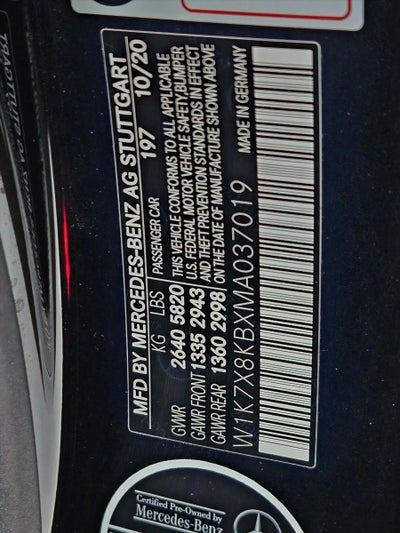 MFD BY MERCEDES-BENZ AG STUTTGART
KG LBS PASSENGER CAR 197 10/20
GVWR 2640 5820 THIS VEHICLE CONFORMS TO ALL APPLICABLE
U.S. FEDERAL MOTOR VEHICLE SAFETY, BUMPER
GAWR FRONT 1335 2943 AND THEFT PREVENTION STANDARDS IN EFFECT
GAWR REAR 1360 2998 ON THE DATE OF MANUFACTURE SHOWN ABOVE
W1K7X8KBXMA037019 MADE IN GERMANY
Certified Pre-Owned by
Mercedes-Benz